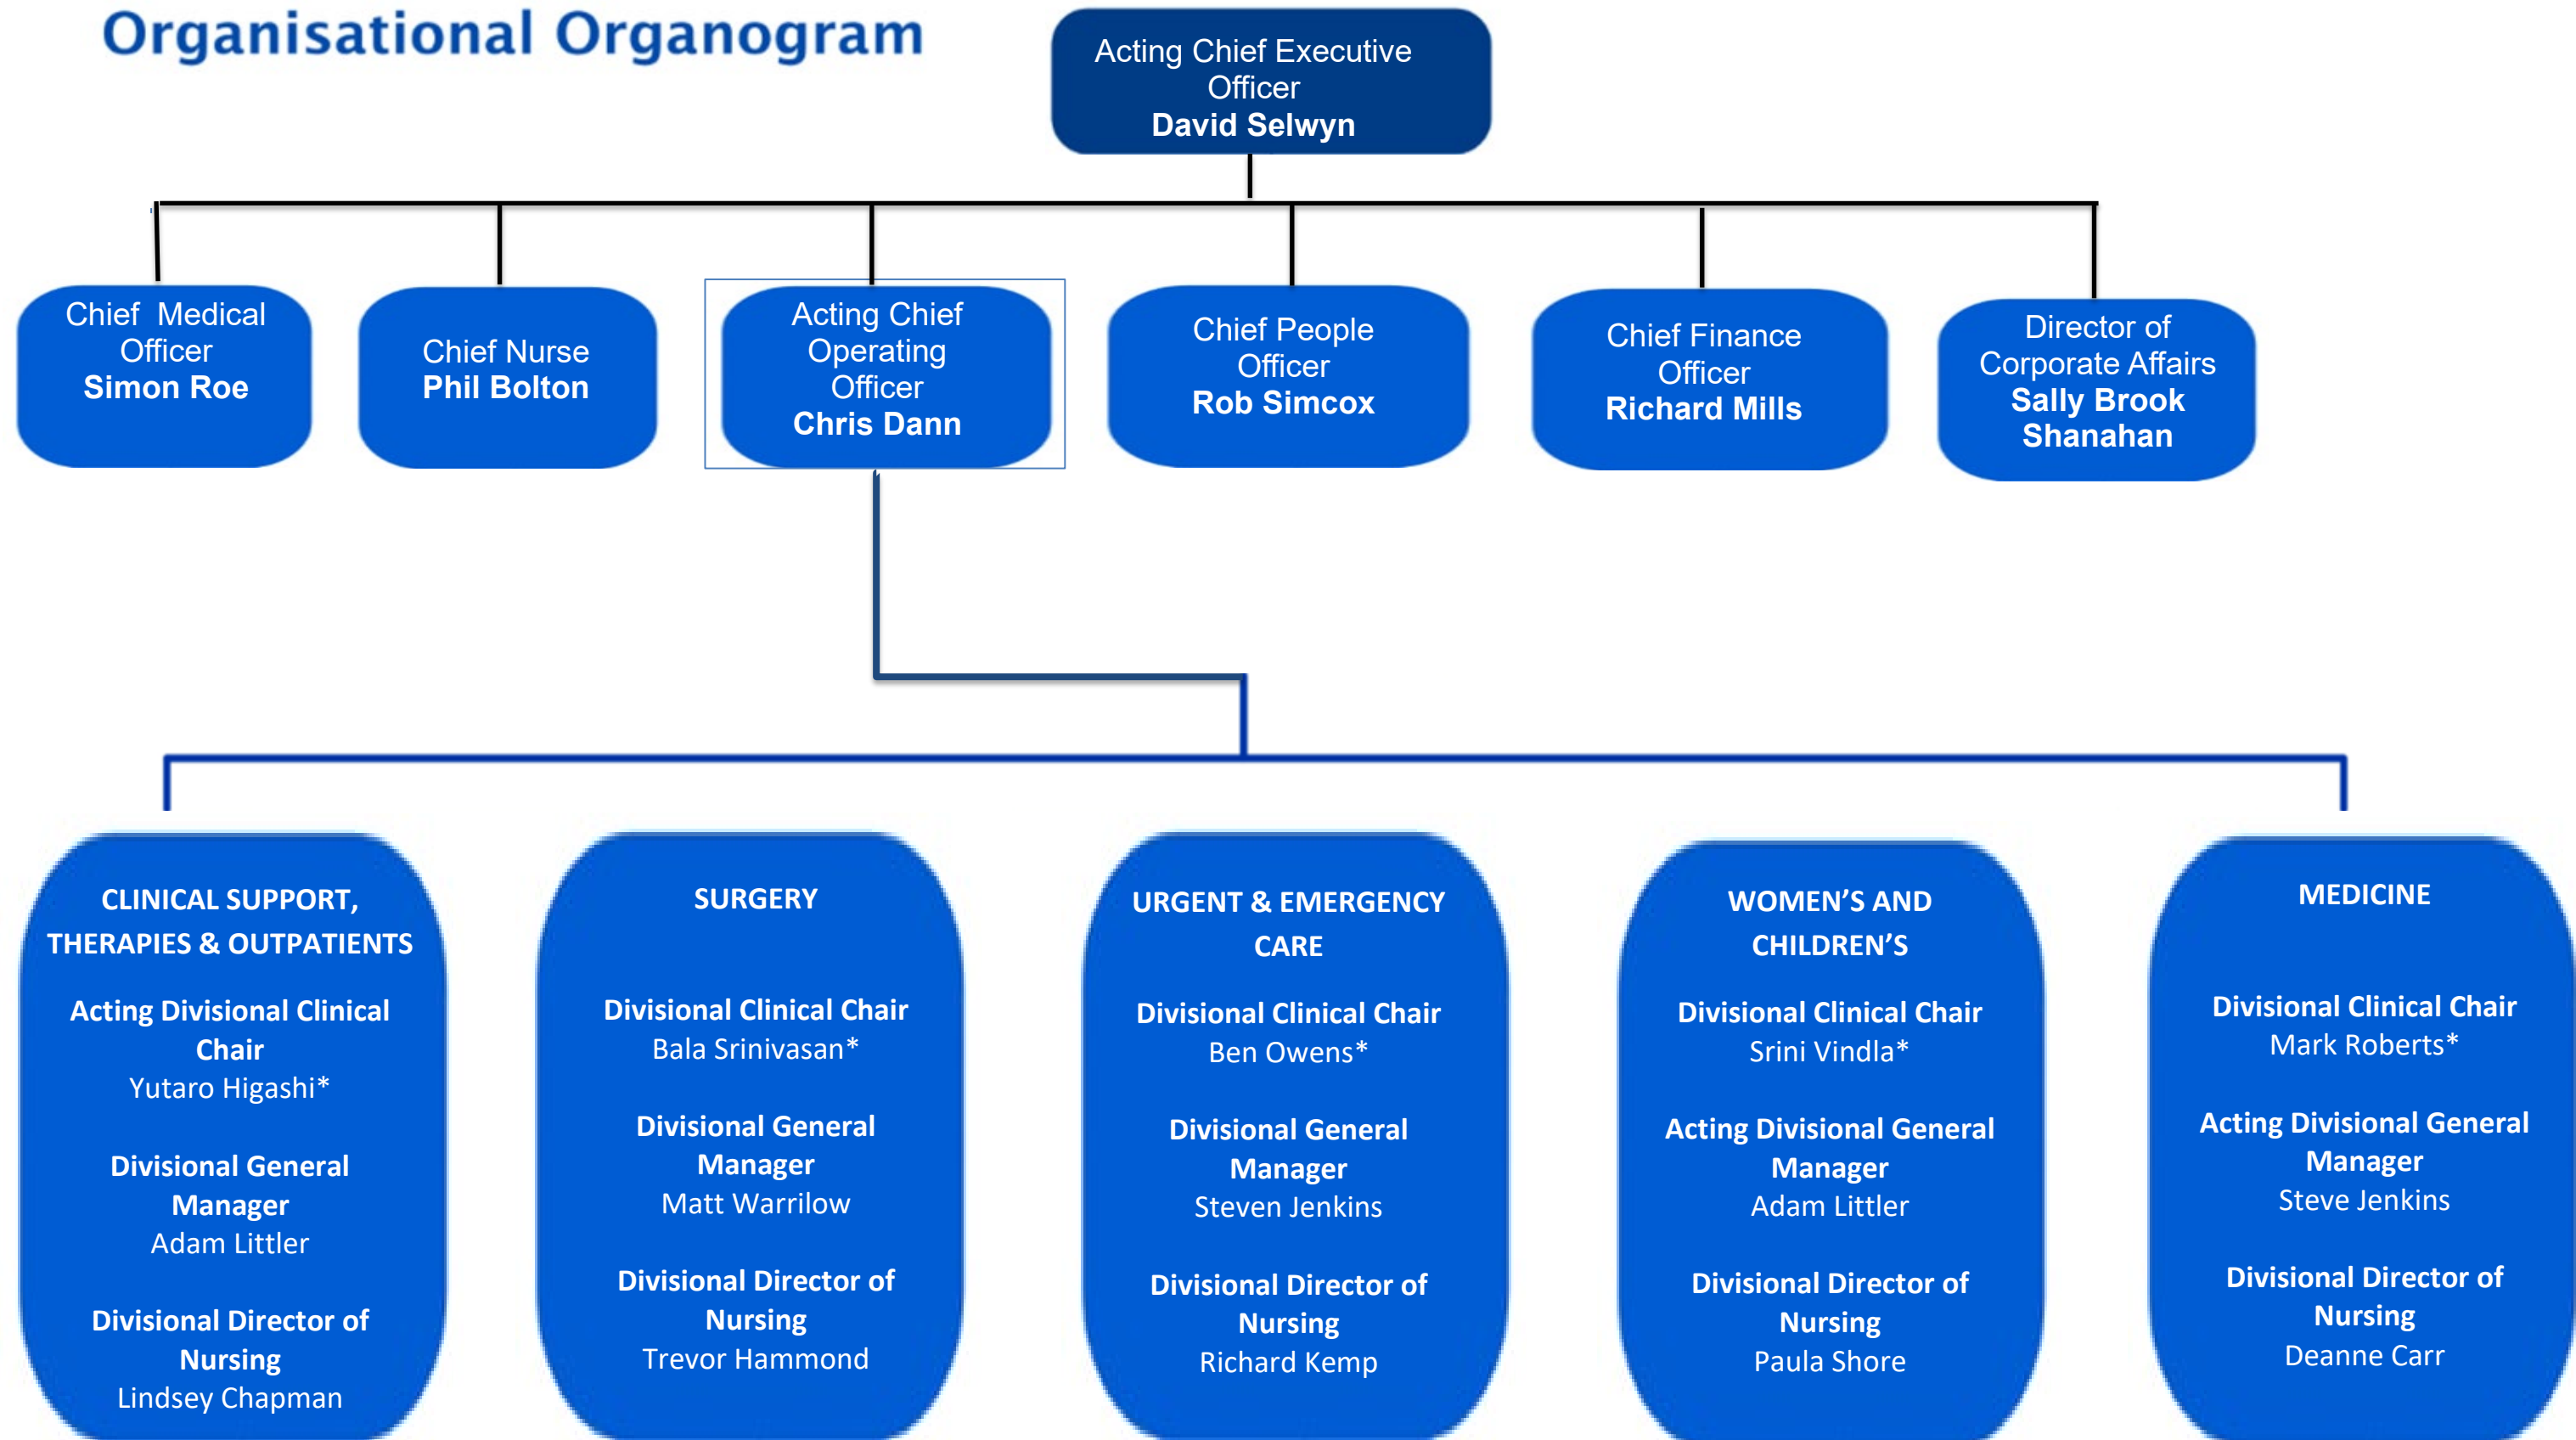 Organisational Organogram
Acting Chief Executive
Officer
David Selwyn
Chief Medical
Officer
Simon Roe
Chief Nurse
Phil Bolton
Acting Chief
Operating
Officer
Chris Dann
Chief People
Officer
Rob Simcox
Chief Finance
Officer
Richard Mills
Director of
Corporate Affairs
Sally Brook
Shanahan
CLINICAL SUPPORT,
THERAPIES & OUTPATIENTS
Acting Divisional Clinical
Chair
Yutaro Higashi*
Divisional General
Manager
Adam Littler
Divisional Director of
Nursing
Lindsey Chapman
SURGERY
Divisional Clinical Chair
Bala Srinivasan*
Divisional General
Manager
Matt Warrilow
Divisional Director of
Nursing
Trevor Hammond
URGENT & EMERGENCY
CARE
Divisional Clinical Chair
Ben Owens*
Divisional General
Manager
Steven Jenkins
Divisional Director of
Nursing
Richard Kemp
WOMEN’S AND
CHILDREN’S
Divisional Clinical Chair
Srini Vindla*
Acting Divisional General
Manager
Adam Littler
Divisional Director of
Nursing
Paula Shore
MEDICINE
Divisional Clinical Chair
Mark Roberts*
Acting Divisional General
Manager
Steve Jenkins
Divisional Director of
Nursing
Deanne Carr